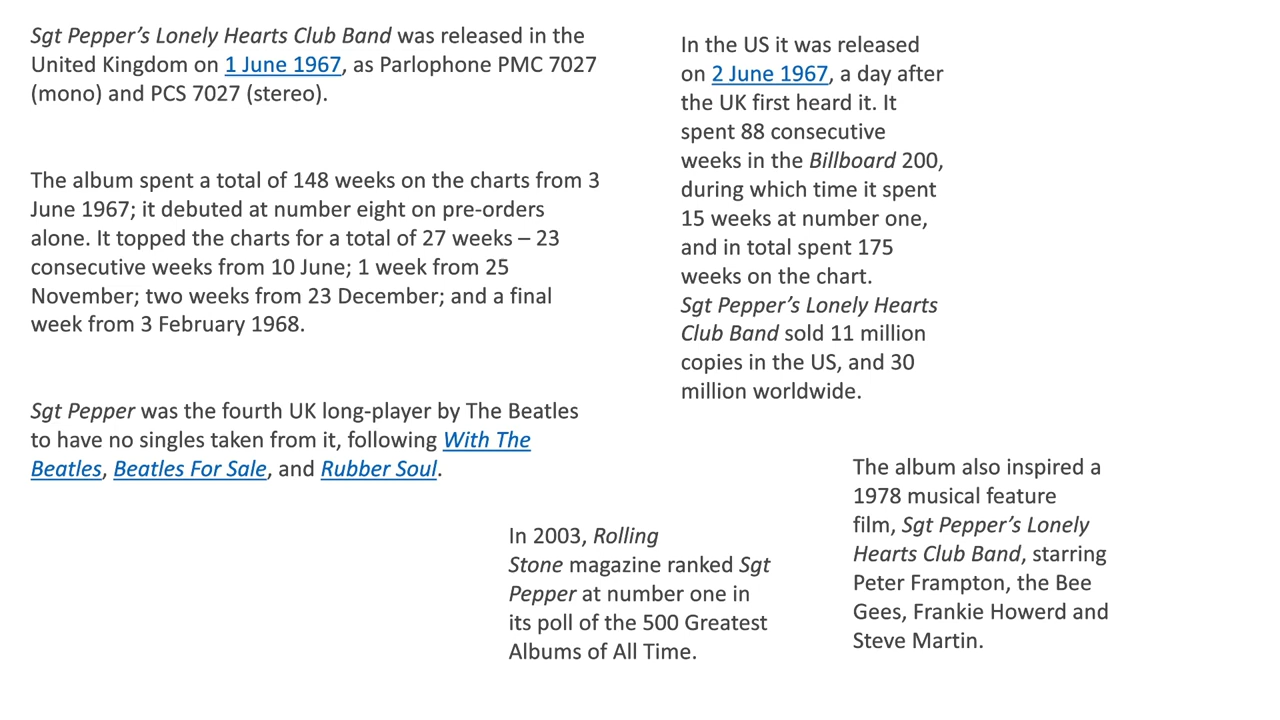 Sgt Pepper’s Lonely Hearts Club Band was released in the
United Kingdom on 1 June 1967, as Parlophone PMC 7027
(mono) and PCS 7027 (stereo).
The album spent a total of 148 weeks on the charts from 3
June 1967; it debuted at number eight on pre-orders
alone. It topped the charts for a total of 27 weeks – 23
consecutive weeks from 10 June; 1 week from 25
November; two weeks from 23 December; and a final
week from 3 February 1968.
Sgt Pepper was the fourth UK long-player by The Beatles
to have no singles taken from it, following With The
Beatles, Beatles For Sale, and Rubber Soul.
In the US it was released
on 2 June 1967, a day after
the UK first heard it. It
spent 88 consecutive
weeks in the Billboard 200,
during which time it spent
15 weeks at number one,
and in total spent 175
weeks on the chart.
Sgt Pepper’s Lonely Hearts
Club Band sold 11 million
copies in the US, and 30
million worldwide.
In 2003, Rolling
Stone magazine ranked Sgt
Pepper at number one in
its poll of the 500 Greatest
Albums of All Time.
The album also inspired a
1978 musical feature
film, Sgt Pepper’s Lonely
Hearts Club Band, starring
Peter Frampton, the Bee
Gees, Frankie Howerd and
Steve Martin.